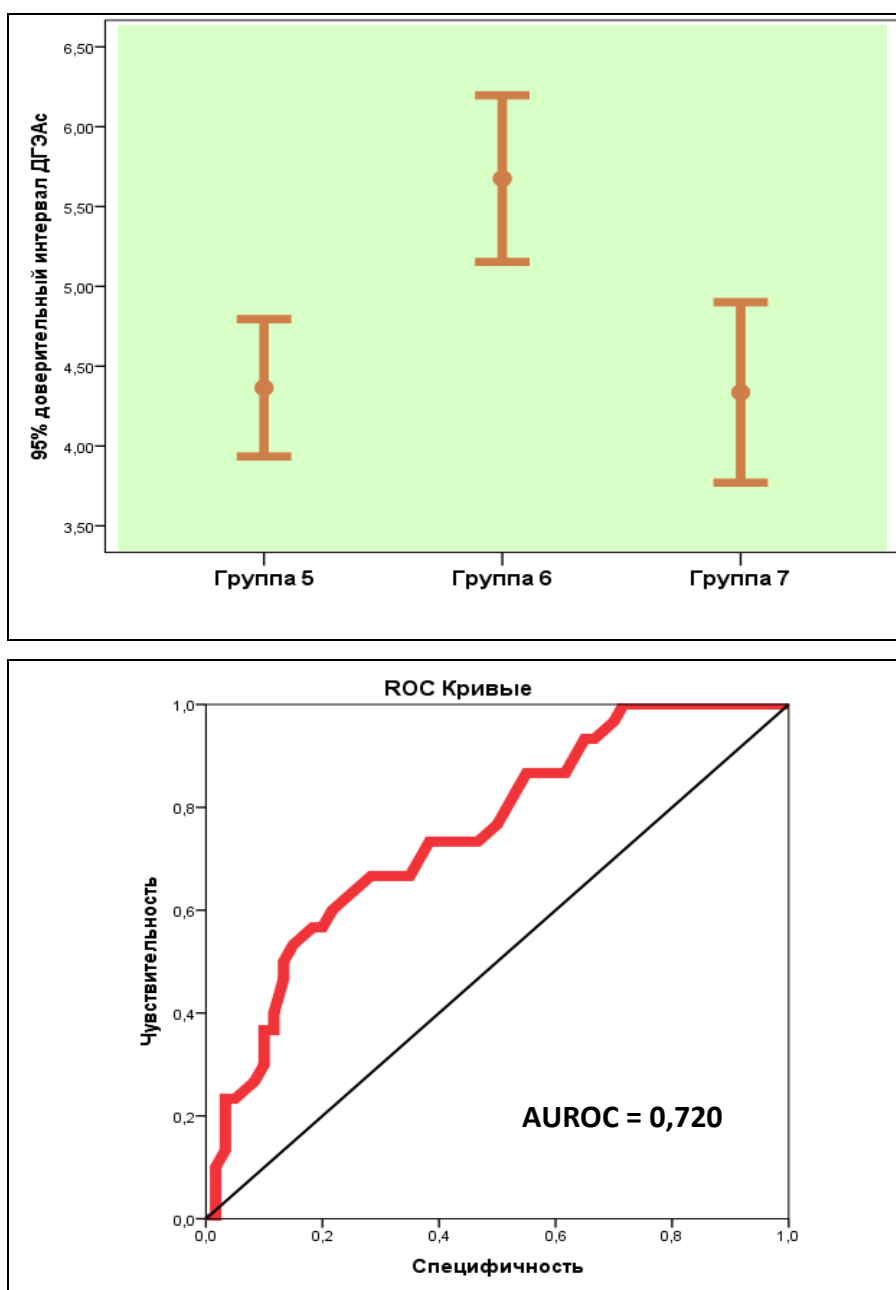 6,50
6,00
5,50
5,00
4,50
4,00
3,50
95% доверительный интервал ДГЭАс
Группа 5 Группа 6 Группа 7
ROC Кривые
1,0
0,8
0,6
0,4
0,2
0,0
Чувствительность
AUROC = 0,720
0,0 0,2 0,4 0,6 0,8 1,0
Специфичность